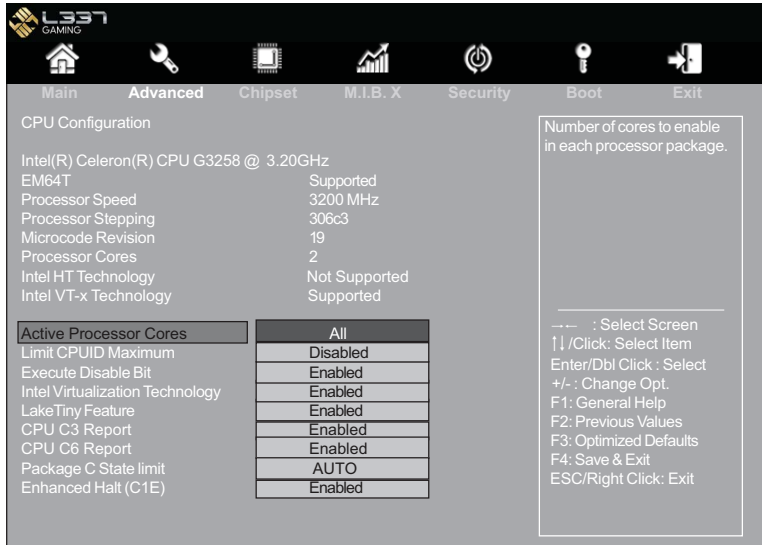 L337
GAMING
Main Advanced Chipset M.I.B. X Security Boot Exit
CPU Configuration
Intel(R) Celeron(R) CPU G3258 @ 3.20GHz
EM64T Supported
Processor Speed 3200 MHz
Processor Stepping 306c3
Microcode Revision 19
Processor Cores 2
Intel HT Technology Not Supported
Intel VT-x Technology Supported
Active Processor Cores All
Limit CPUID Maximum Disabled
Execute Disable Bit Enabled
Intel Virtualization Technology Enabled
LakeTiny Feature Enabled
CPU C3 Report Enabled
CPU C6 Report Enabled
Package C State limit AUTO
Enhanced Halt (C1E) Enabled
Number of cores to enable
in each processor package.
→← : Select Screen
↑↓/Click: Select Item
Enter/Dbl Click : Select
+/- : Change Opt.
F1: General Help
F2: Previous Values
F3: Optimized Defaults
F4: Save & Exit
ESC/Right Click: Exit